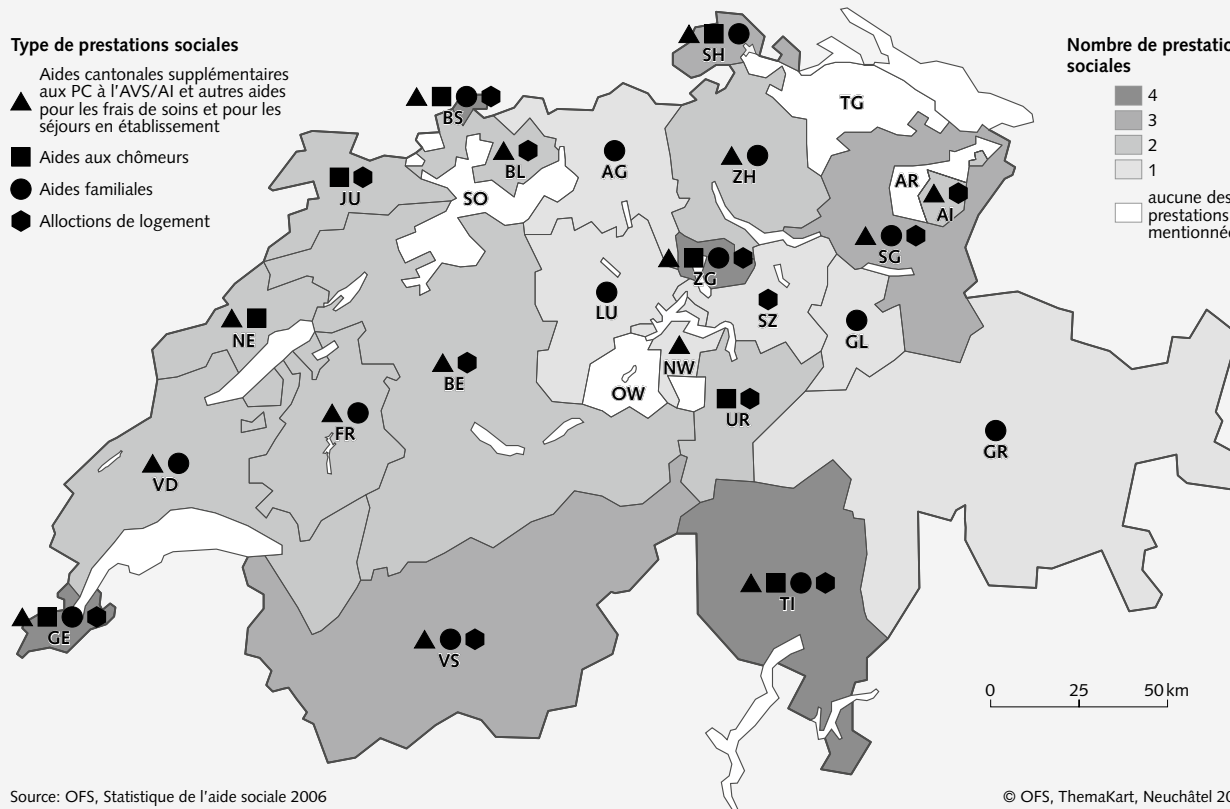 Type de prestations sociales
Aides cantonales supplémentaires
aux PC à l'AVS/AI et autres aides
pour les frais de soins et pour les
séjours en établissement
Aides aux chômeurs
Aides familiales
Alloctions de logement
Nombre de prestatio
sociales
4
3
2
1
aucune des
prestations
mentionnée
SH
TG
BS
BL
AG
ZH
JU
SO
AR
AI
SG
ZG
LU
SZ
GL
NE
NW
BE
OW
UR
FR
GR
VD
TI
GE
VS
0 25 50 km
Source: OFS, Statistique de l'aide sociale 2006
© OFS, ThemaKart, Neuchâtel 20